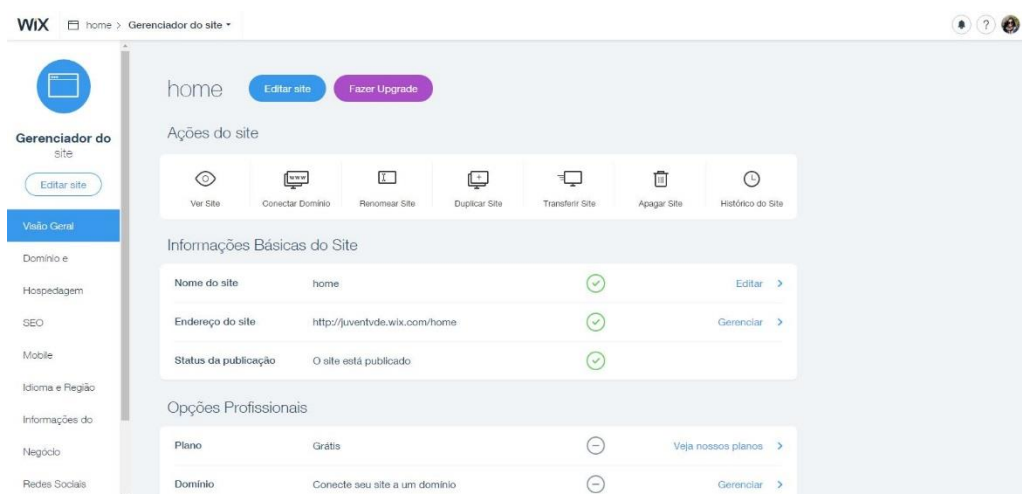 WiX home > Gerenciador do site
?
Gerenciador do
site
Editar site
Visão Geral
Domínio e
Hospedagem
SEO
Mobile
Idioma e Região
Informações do
Negócio
Redes Sociais
home Editar site Fazer Upgrade
Ações do site
www
Ver Site Conectar Domínio Renomear Site Duplicar Site Transferir Site Apagar Site Histórico do Site
Informações Básicas do Site
Nome do site home Editar >
Endereço do site http://juventvde.wix.com/home Gerenciar >
Status da publicação O site está publicado
Opções Profissionais
Plano Grátis Veja nossos planos >
Domínio Conecte seu site a um domínio Gerenciar >